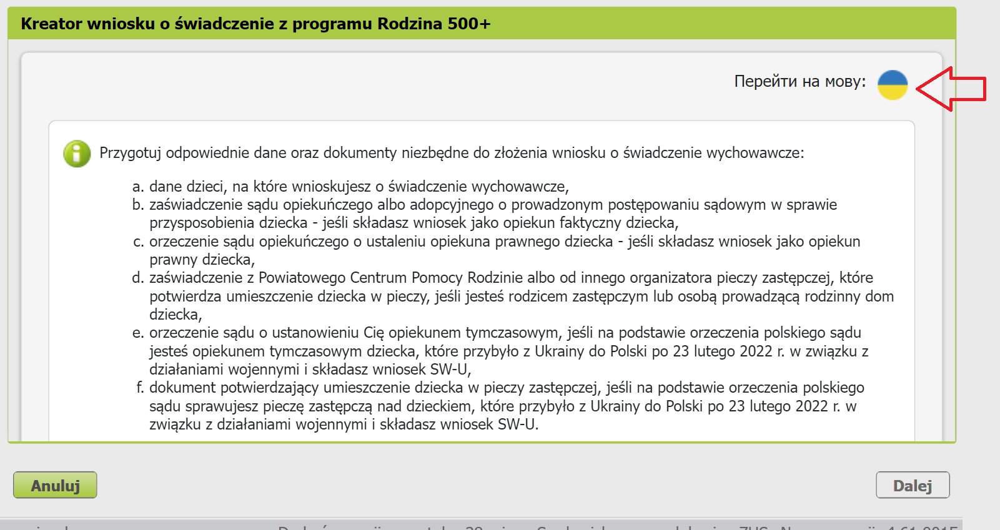 Kreator wniosku o świadczenie z programu Rodzina 500+
Перейти на мову:
Przygotuj odpowiednie dane oraz dokumenty niezbędne do złożenia wniosku o świadczenie wychowawcze:
a. dane dzieci, na które wnioskujesz o świadczenie wychowawcze,
b. zaświadczenie sądu opiekuńczego albo adopcyjnego o prowadzonym postępowaniu sądowym w sprawie
przysposobienia dziecka - jeśli składasz wniosek jako opiekun faktyczny dziecka,
c. orzeczenie sądu opiekuńczego o ustaleniu opiekuna prawnego dziecka - jeśli składasz wniosek jako opiekun
prawny dziecka,
d. zaświadczenie z Powiatowego Centrum Pomocy Rodzinie albo od innego organizatora pieczy zastępczej, które
potwierdza umieszczenie dziecka w pieczy, jeśli jesteś rodzicem zastępczym lub osobą prowadzącą rodzinny dom
dziecka,
e. orzeczenie sądu o ustanowieniu Cię opiekunem tymczasowym, jeśli na podstawie orzeczenia polskiego sądu
jesteś opiekunem tymczasowym dziecka, które przybyło z Ukrainy do Polski po 23 lutego 2022 r. w związku z
działaniami wojennymi i składasz wniosek SW-U,
f. dokument potwierdzający umieszczenie dziecka w pieczy zastępczej, jeśli na podstawie orzeczenia polskiego
sądu sprawujesz pieczę zastępczą nad dzieckiem, które przybyło z Ukrainy do Polski po 23 lutego 2022 r. w
związku z działaniami wojennymi i składasz wniosek SW-U.
Anuluj
Dalej